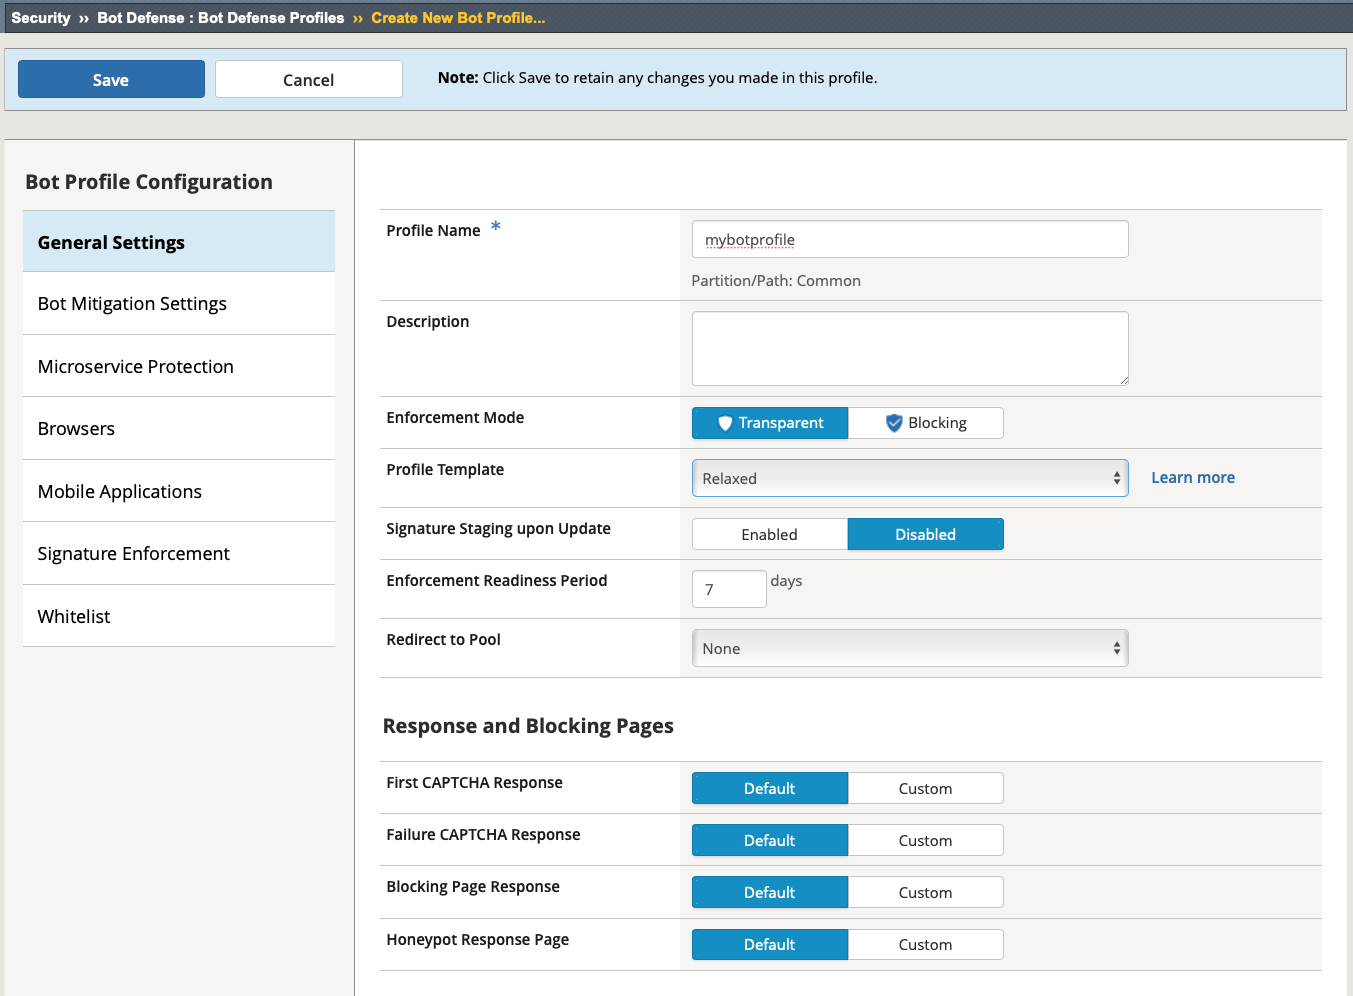 Security ›› Bot Defense : Bot Defense Profiles ›› Create New Bot Profile...
Save
Cancel
Note: Click Save to retain any changes you made in this profile.
Bot Profile Configuration
General Settings
Bot Mitigation Settings
Microservice Protection
Browsers
Mobile Applications
Signature Enforcement
Whitelist
Profile Name *
mybotprofile
Partition/Path: Common
Description
Enforcement Mode
Transparent
Blocking
Profile Template
Relaxed
Learn more
Signature Staging upon Update
Enabled
Disabled
Enforcement Readiness Period
7
days
Redirect to Pool
None
Response and Blocking Pages
First CAPTCHA Response
Default
Custom
Failure CAPTCHA Response
Default
Custom
Blocking Page Response
Default
Custom
Honeypot Response Page
Default
Custom